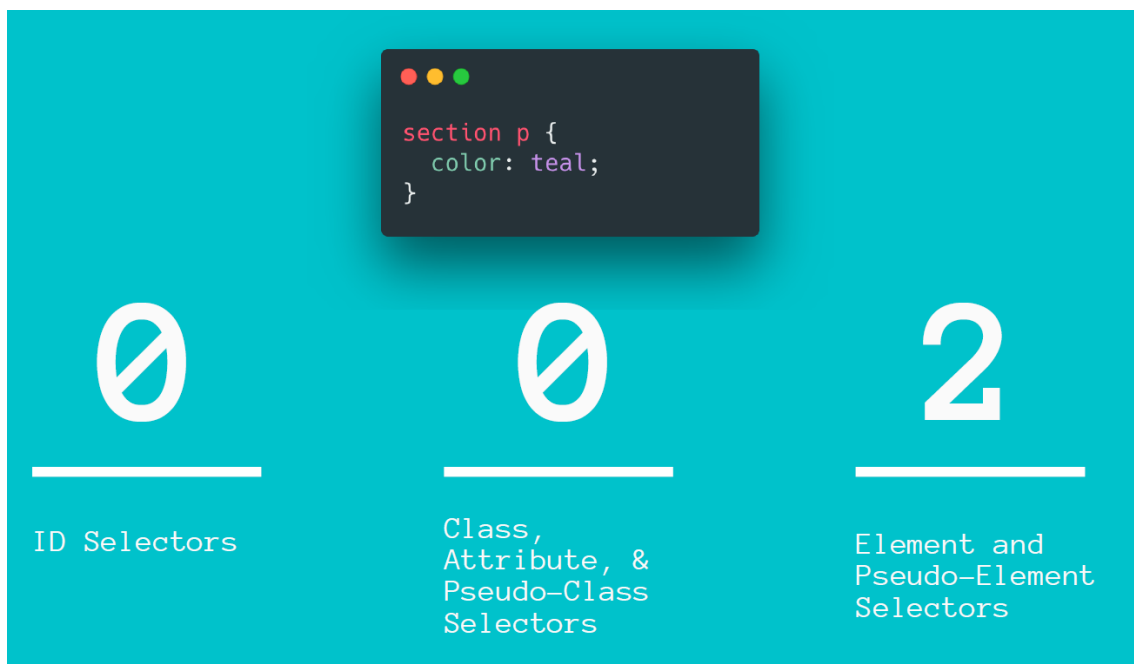 section p {
  color: teal;
}
0
0
2
ID Selectors
Class,
Attribute, &
Pseudo-Class
Selectors
Element and
Pseudo-Element
Selectors